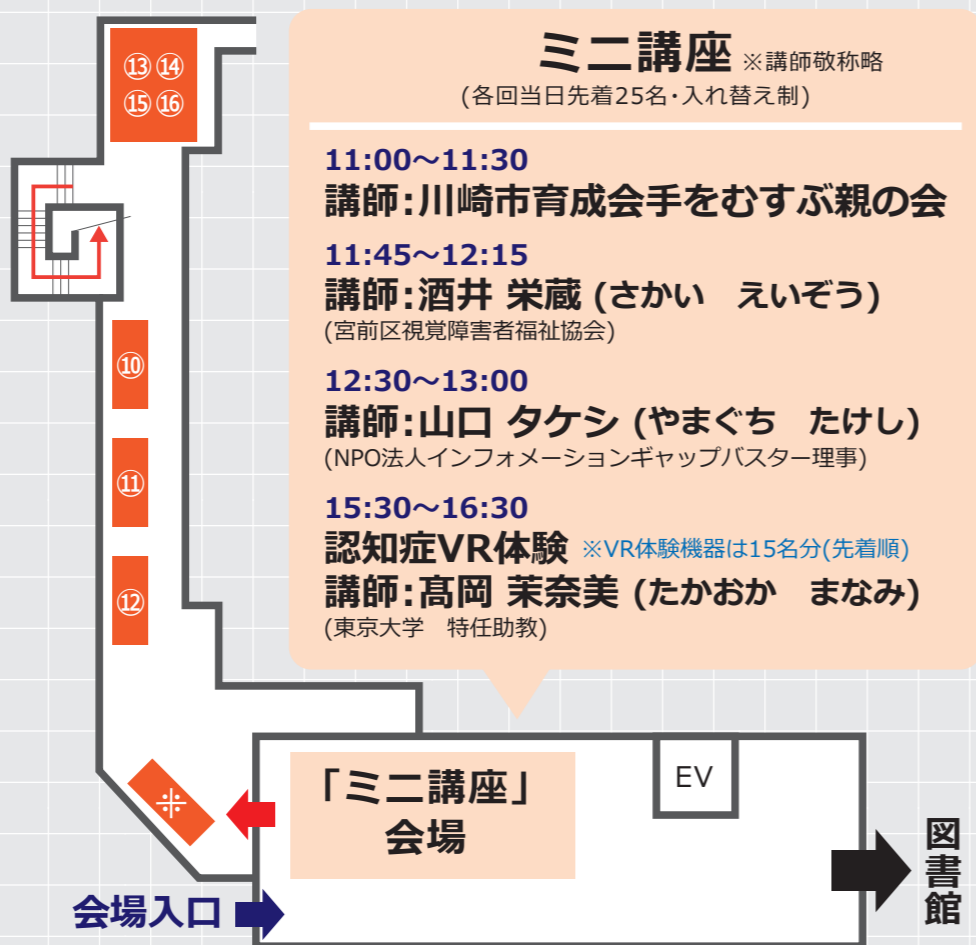 ⑬⑭
⑮⑯
⑩
⑪
⑫
ミニ講座 ※講師敬称略
(各回当日先着25名・入れ替え制)
11:00〜11:30
講師:川崎市育成会手をむすぶ親の会
11:45〜12:15
講師:酒井 栄蔵 (さかい　えいぞう)
(宮前区視覚障害者福祉協会)
12:30〜13:00
講師:山口 タケシ (やまぐち　たけし)
(NPO法人インフォメーションギャップバスター理事)
15:30〜16:30
認知症VR体験 ※VR体験機器は15名分(先着順)
講師:髙岡 茉奈美 (たかおか　まなみ)
(東京大学　特任助教)
※
「ミニ講座」
会場
EV
図書館
会場入口